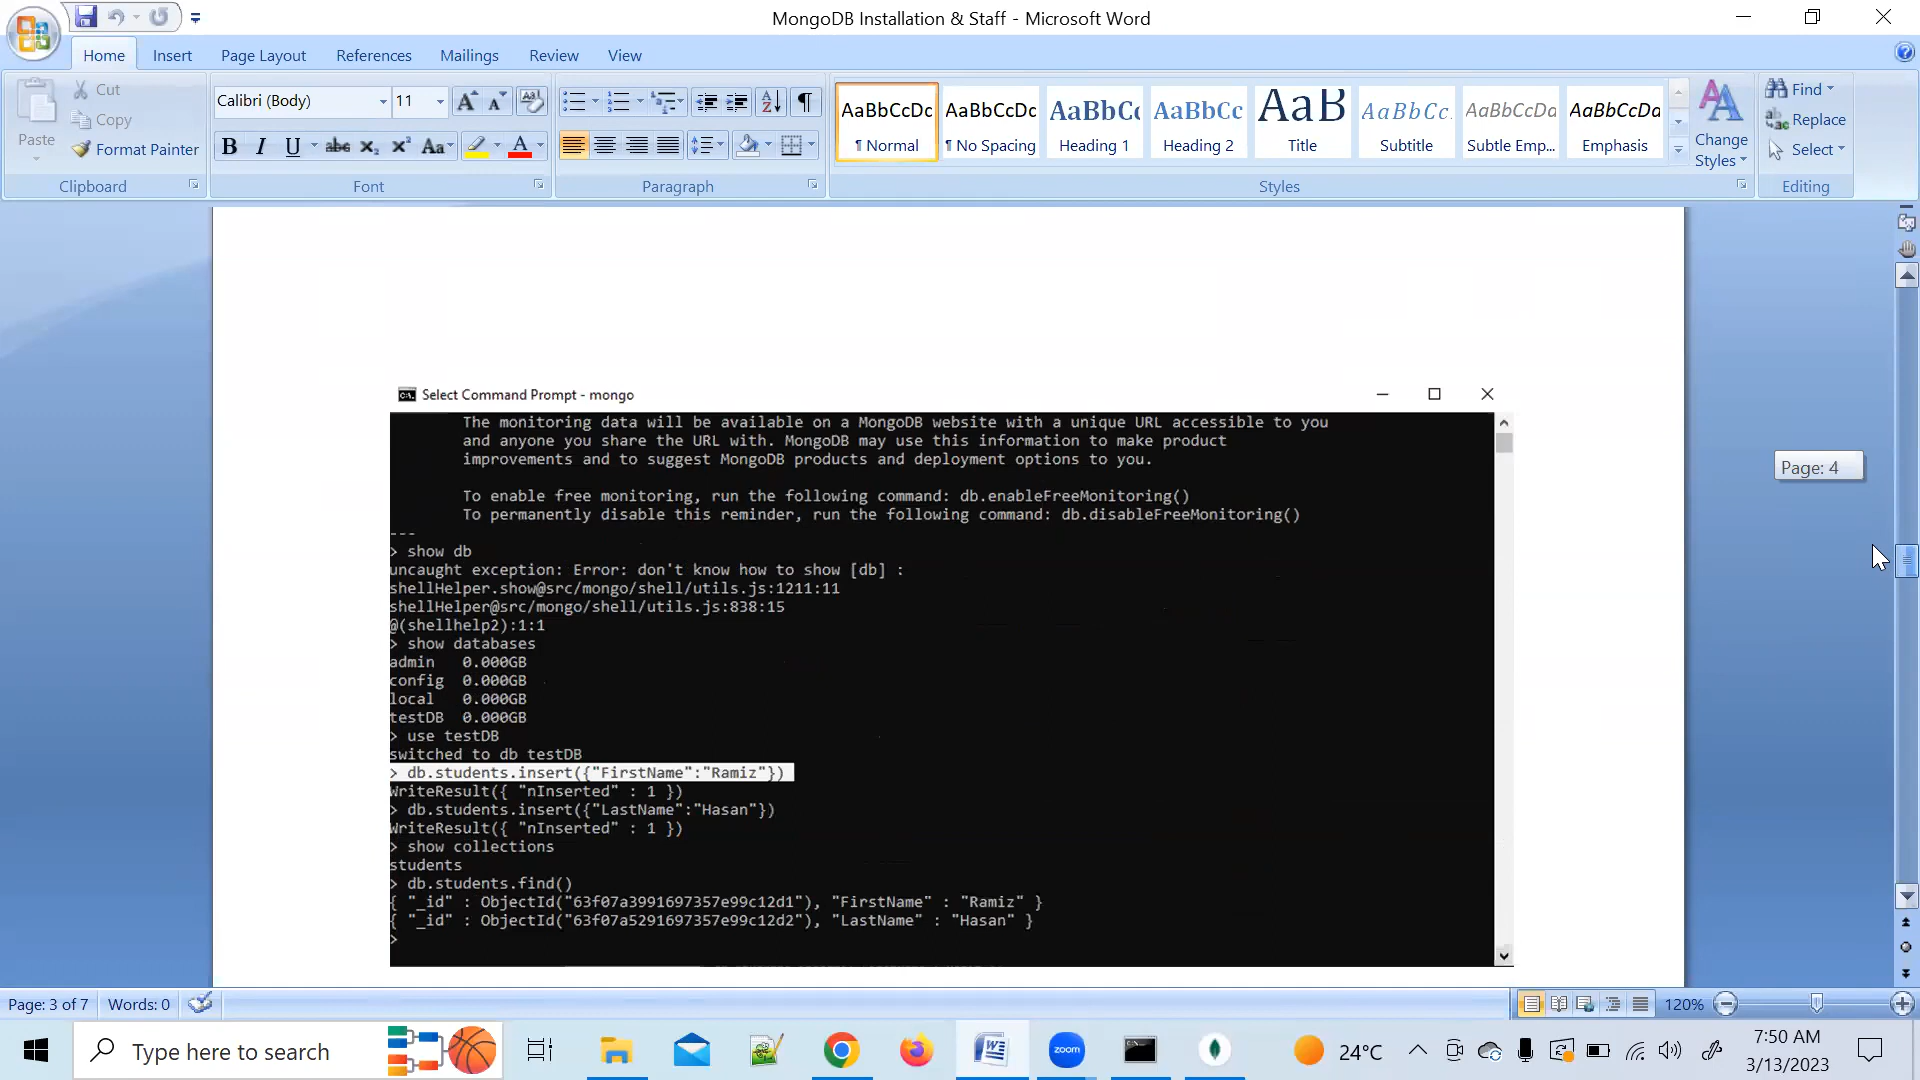 MongoDB Installation & Staff - Microsoft Word
Home Insert Page Layout References Mailings Review View
Paste
Cut
Copy
Format Painter
Clipboard
Calibri (Body) 11
Font
Paragraph
AaBbCcDc AaBbCcDc AaBbCc AaBbCc AaB AaBbCc. AaBbCcDa AaBbCcDa
¶ Normal ¶ No Spacing Heading 1 Heading 2 Title Subtitle Subtle Emp... Emphasis
Styles
Change Styles
Find
Replace
Select
Editing
Page: 4
Select Command Prompt - mongo
The monitoring data will be available on a MongoDB website with a unique URL accessible to you
and anyone you share the URL with. MongoDB may use this information to make product
improvements and to suggest MongoDB products and deployment options to you.
To enable free monitoring, run the following command: db.enableFreeMonitoring()
To permanently disable this reminder, run the following command: db.disableFreeMonitoring()
---
> show db
uncaught exception: Error: don't know how to show [db] :
shellHelper.show@src/mongo/shell/utils.js:1211:11
shellHelper@src/mongo/shell/utils.js:838:15
@(shellhelp2):1:1
> show databases
admin 0.000GB
config 0.000GB
local 0.000GB
testDB 0.000GB
> use testDB
switched to db testDB
> db.students.insert({"FirstName":"Ramiz"})
WriteResult({ "nInserted" : 1 })
> db.students.insert({"LastName":"Hasan"})
WriteResult({ "nInserted" : 1 })
> show collections
students
> db.students.find()
{ "_id" : ObjectId("63f07a3991697357e99c12d1"), "FirstName" : "Ramiz" }
{ "_id" : ObjectId("63f07a5291697357e99c12d2"), "LastName" : "Hasan" }
>
Page: 3 of 7 Words: 0 120%
Type here to search zoom 24°C 7:50 AM
3/13/2023